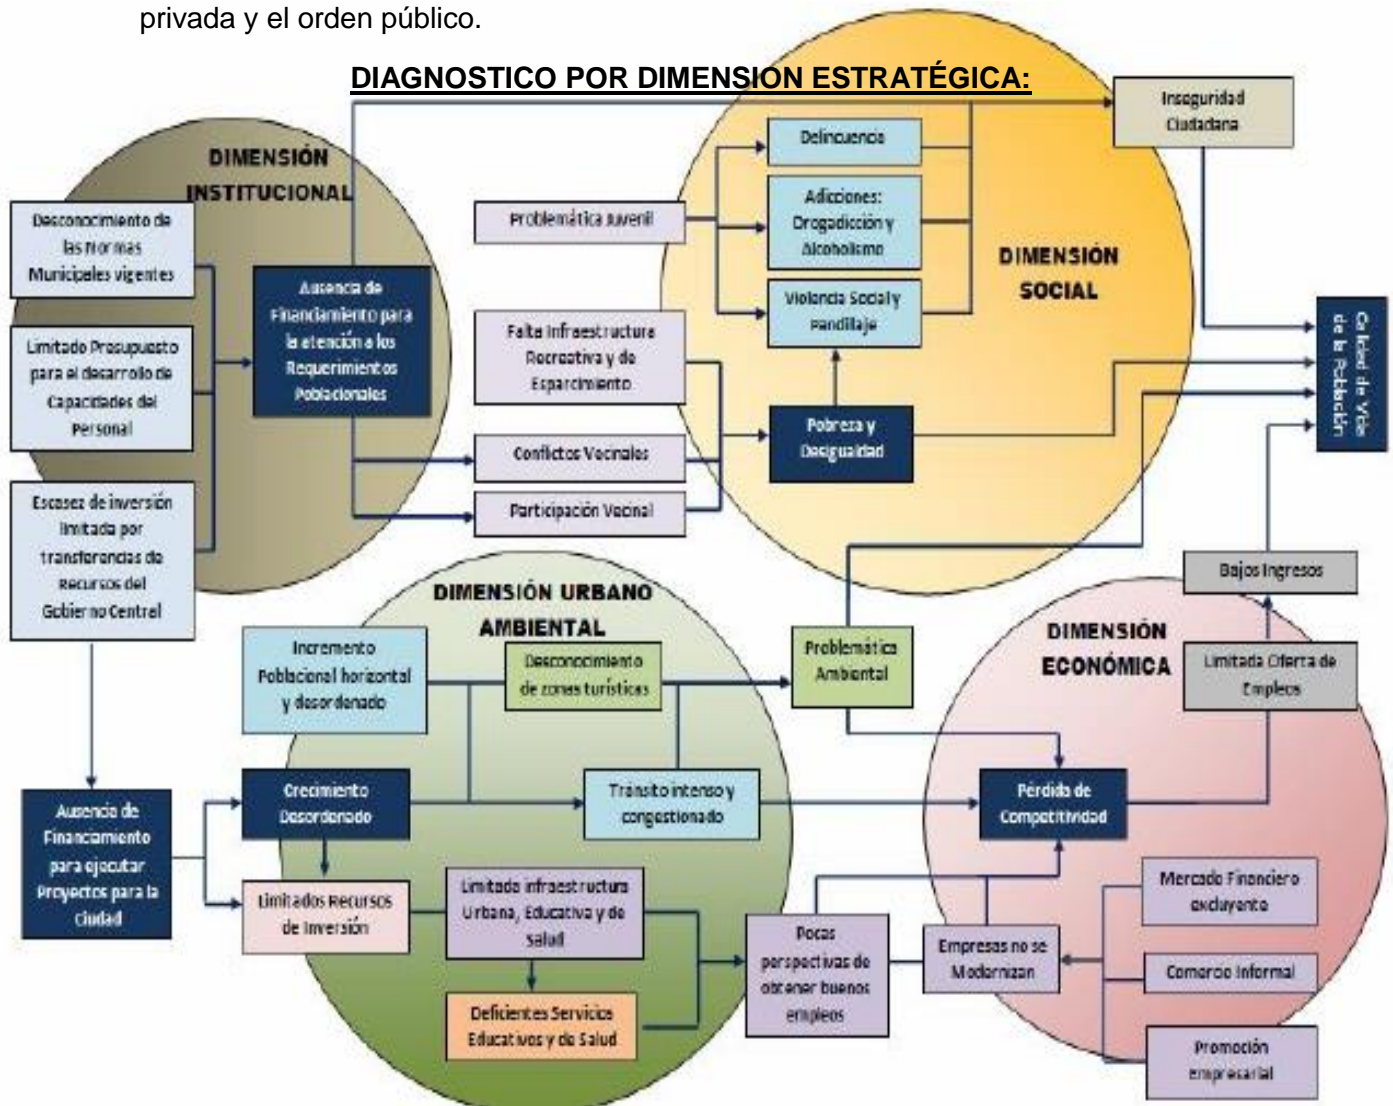 privada y el orden público.
DIAGNOSTICO POR DIMENSION ESTRATÉGICA:
Inseguridad
Ciudadana
DIMENSIÓN
INSTITUCIONAL
Delincuencia
Desconocimiento de
las Normas
Municipales vigentes
Problemática Juvenil
Adicciones:
Drogadicción y
Alcoholismo
DIMENSIÓN
SOCIAL
Ausencia de
Financiamiento para
la atención a los
Requerimientos
Poblacionales
Violencia Social y
Pandillaje
Limitado Presupuesto
para el desarrollo de
Capacidades del
Personal
Falta Infraestructura
Recreativa y de
Esparcimiento
Calidad de Vida
de la Población
Pobreza y
Desigualdad
Conflictos Vecinales
Participación Vecinal
Escasez de inversión
limitada por
transferencias de
Recursos del
Gobierno Central
DIMENSIÓN URBANO
AMBIENTAL
Bajos Ingresos
DIMENSIÓN
ECONÓMICA
Incremento
Poblacional horizontal
y desordenado
Desconocimiento
de zonas turísticas
Problemática
Ambiental
Limitada Oferta de
Empleos
Ausencia de
Financiamiento
para ejecutar
Proyectos para la
Ciudad
Crecimiento
Desordenado
Tránsito intenso y
congestionado
Pérdida de
Competitividad
Limitados Recursos
de Inversión
Limitada infraestructura
Urbana, Educativa y de
Salud
Pocas
perspectivas de
obtener buenos
empleos
Empresas no se
Modernizan
Mercado Financiero
excluyente
Comercio Informal
Deficientes Servicios
Educativos y de Salud
Promoción
Empresarial